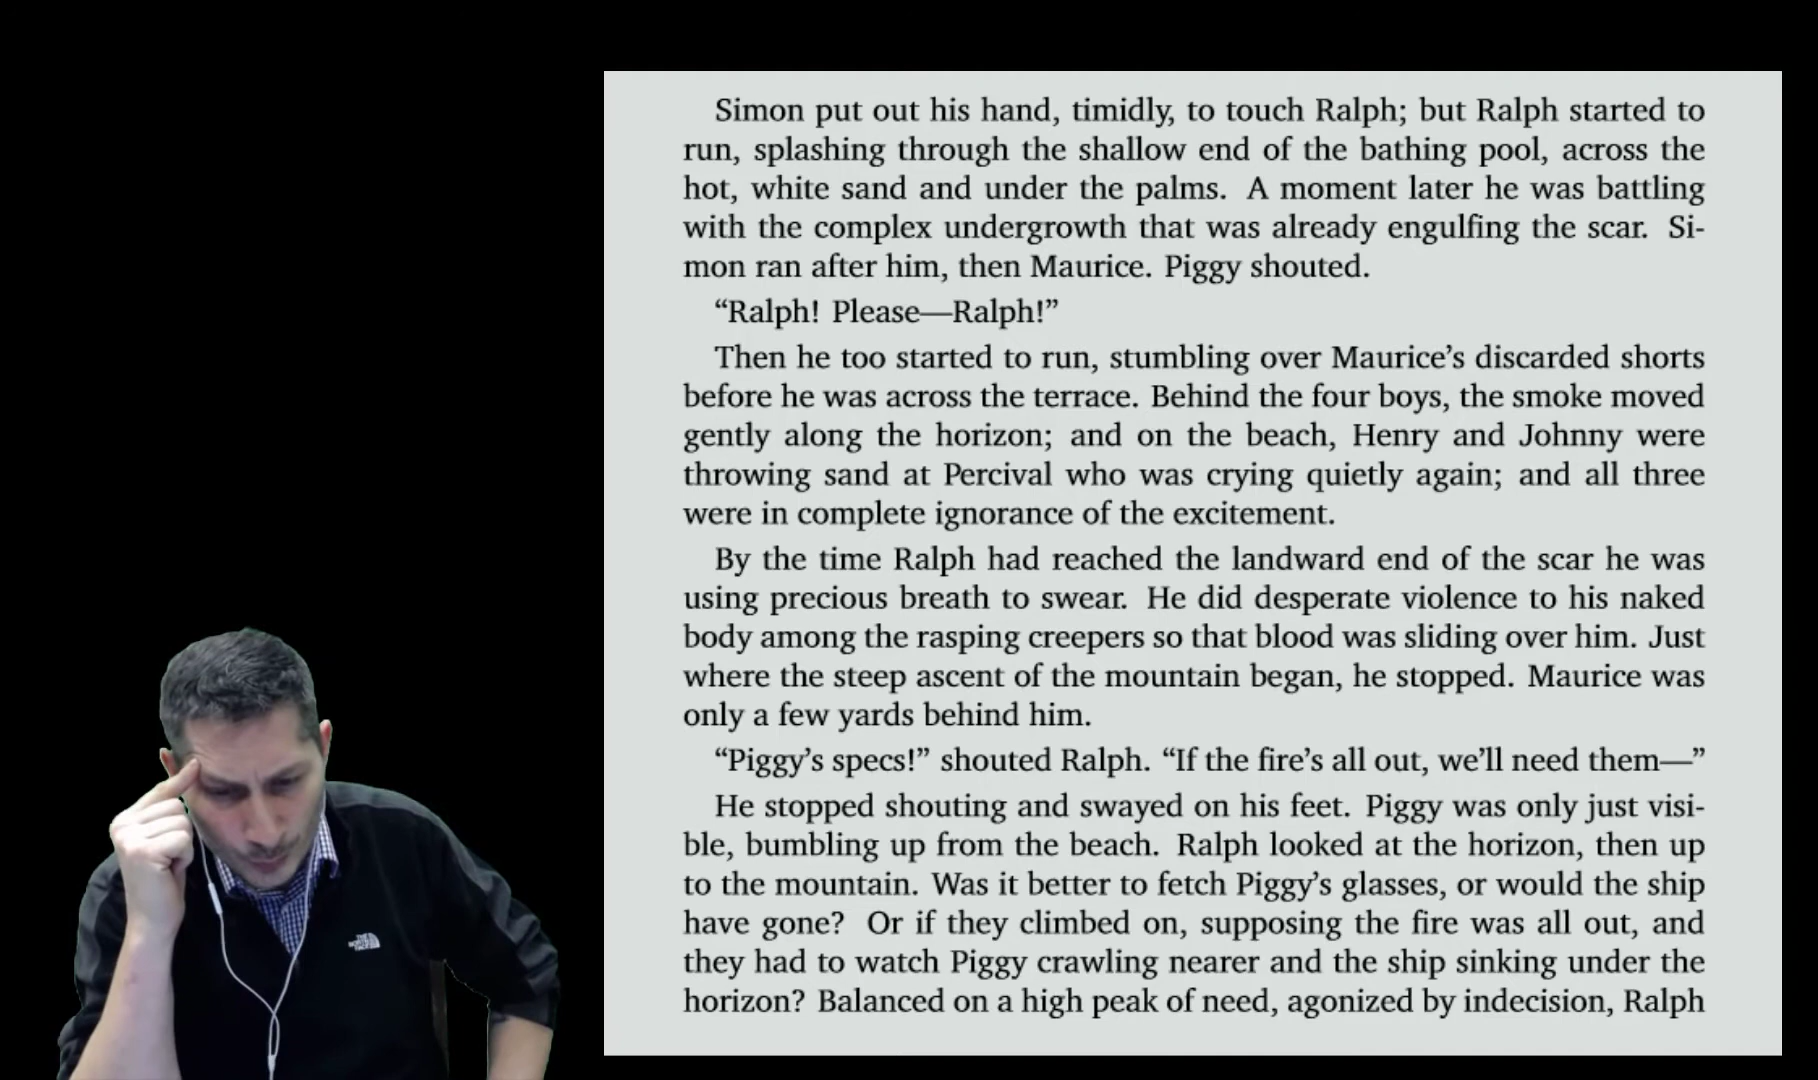 Simon put out his hand, timidly, to touch Ralph; but Ralph started to
run, splashing through the shallow end of the bathing pool, across the
hot, white sand and under the palms. A moment later he was battling
with the complex undergrowth that was already engulfing the scar. Si-
mon ran after him, then Maurice. Piggy shouted.
“Ralph! Please—Ralph!”
Then he too started to run, stumbling over Maurice’s discarded shorts
before he was across the terrace. Behind the four boys, the smoke moved
gently along the horizon; and on the beach, Henry and Johnny were
throwing sand at Percival who was crying quietly again; and all three
were in complete ignorance of the excitement.
By the time Ralph had reached the landward end of the scar he was
using precious breath to swear. He did desperate violence to his naked
body among the rasping creepers so that blood was sliding over him. Just
where the steep ascent of the mountain began, he stopped. Maurice was
only a few yards behind him.
“Piggy’s specs!” shouted Ralph. “If the fire’s all out, we’ll need them—”
He stopped shouting and swayed on his feet. Piggy was only just visi-
ble, bumbling up from the beach. Ralph looked at the horizon, then up
to the mountain. Was it better to fetch Piggy’s glasses, or would the ship
have gone? Or if they climbed on, supposing the fire was all out, and
they had to watch Piggy crawling nearer and the ship sinking under the
horizon? Balanced on a high peak of need, agonized by indecision, Ralph
THE
NORTH
FACE